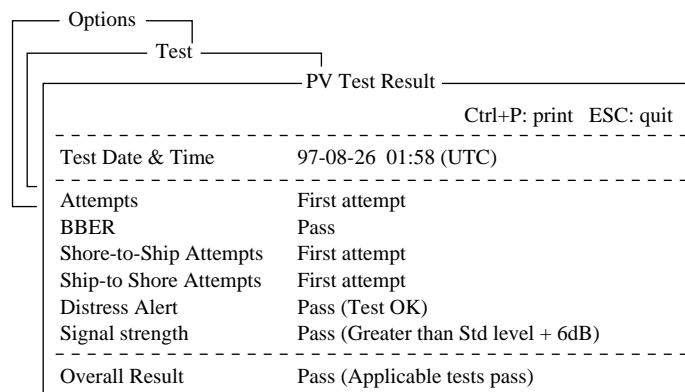 Options
Test
PV Test Result
Ctrl+P: print ESC: quit
Test Date & Time 97-08-26 01:58 (UTC)
Attempts First attempt
BBER Pass
Shore-to-Ship Attempts First attempt
Ship-to Shore Attempts First attempt
Distress Alert Pass (Test OK)
Signal strength Pass (Greater than Std level + 6dB)
Overall Result Pass (Applicable tests pass)